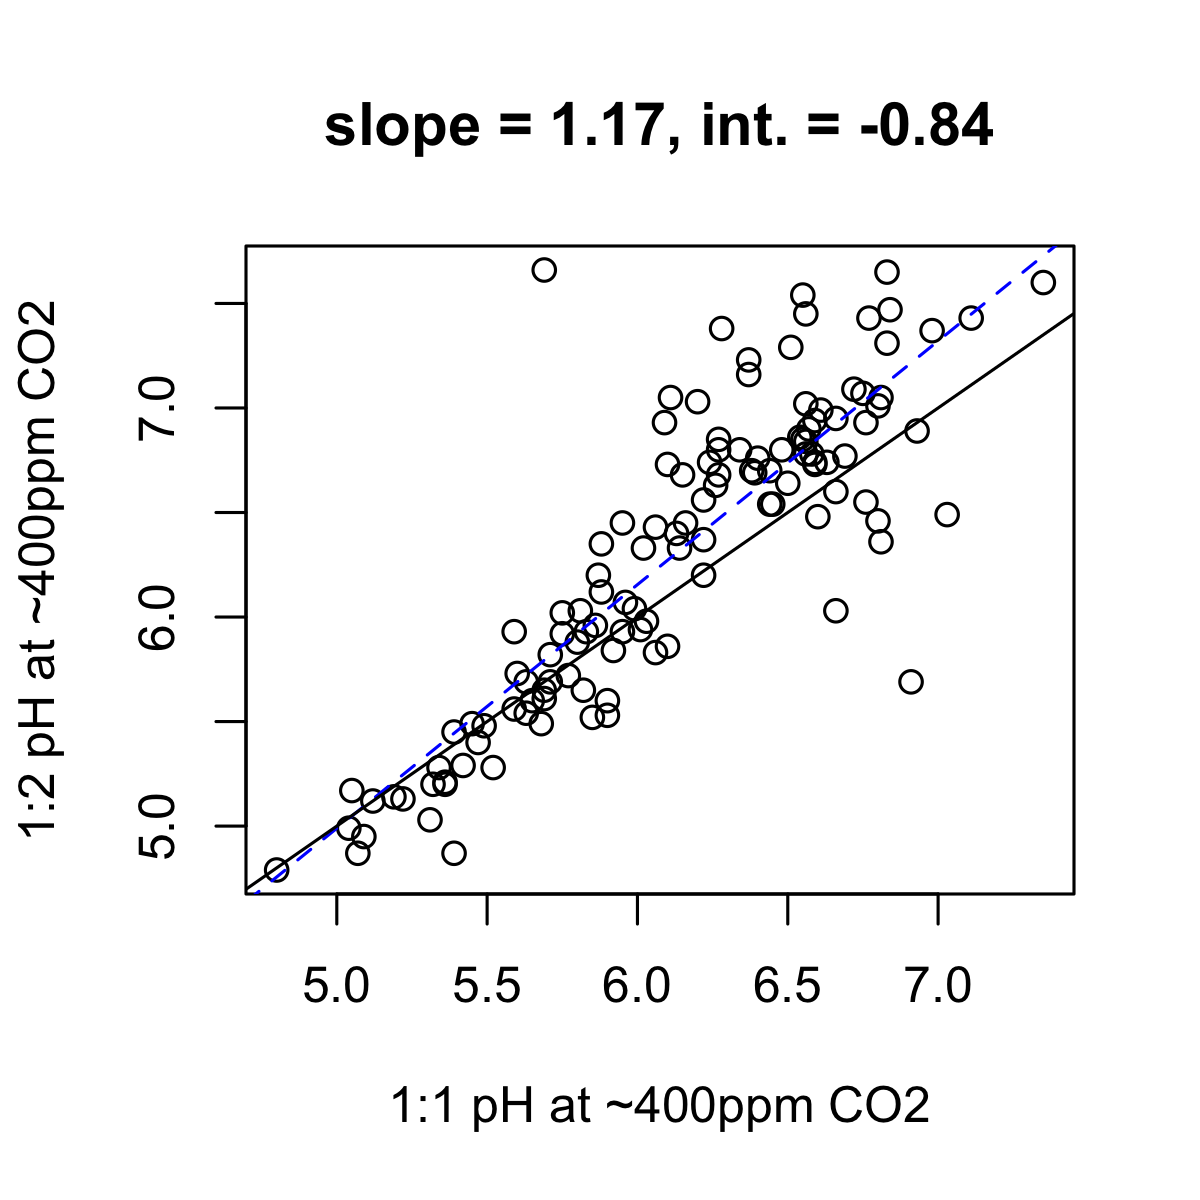 slope = 1.17, int. = -0.84
1:2 pH at ~400ppm CO2
7.0
6.0
5.0
5.0 5.5 6.0 6.5 7.0
1:1 pH at ~400ppm CO2